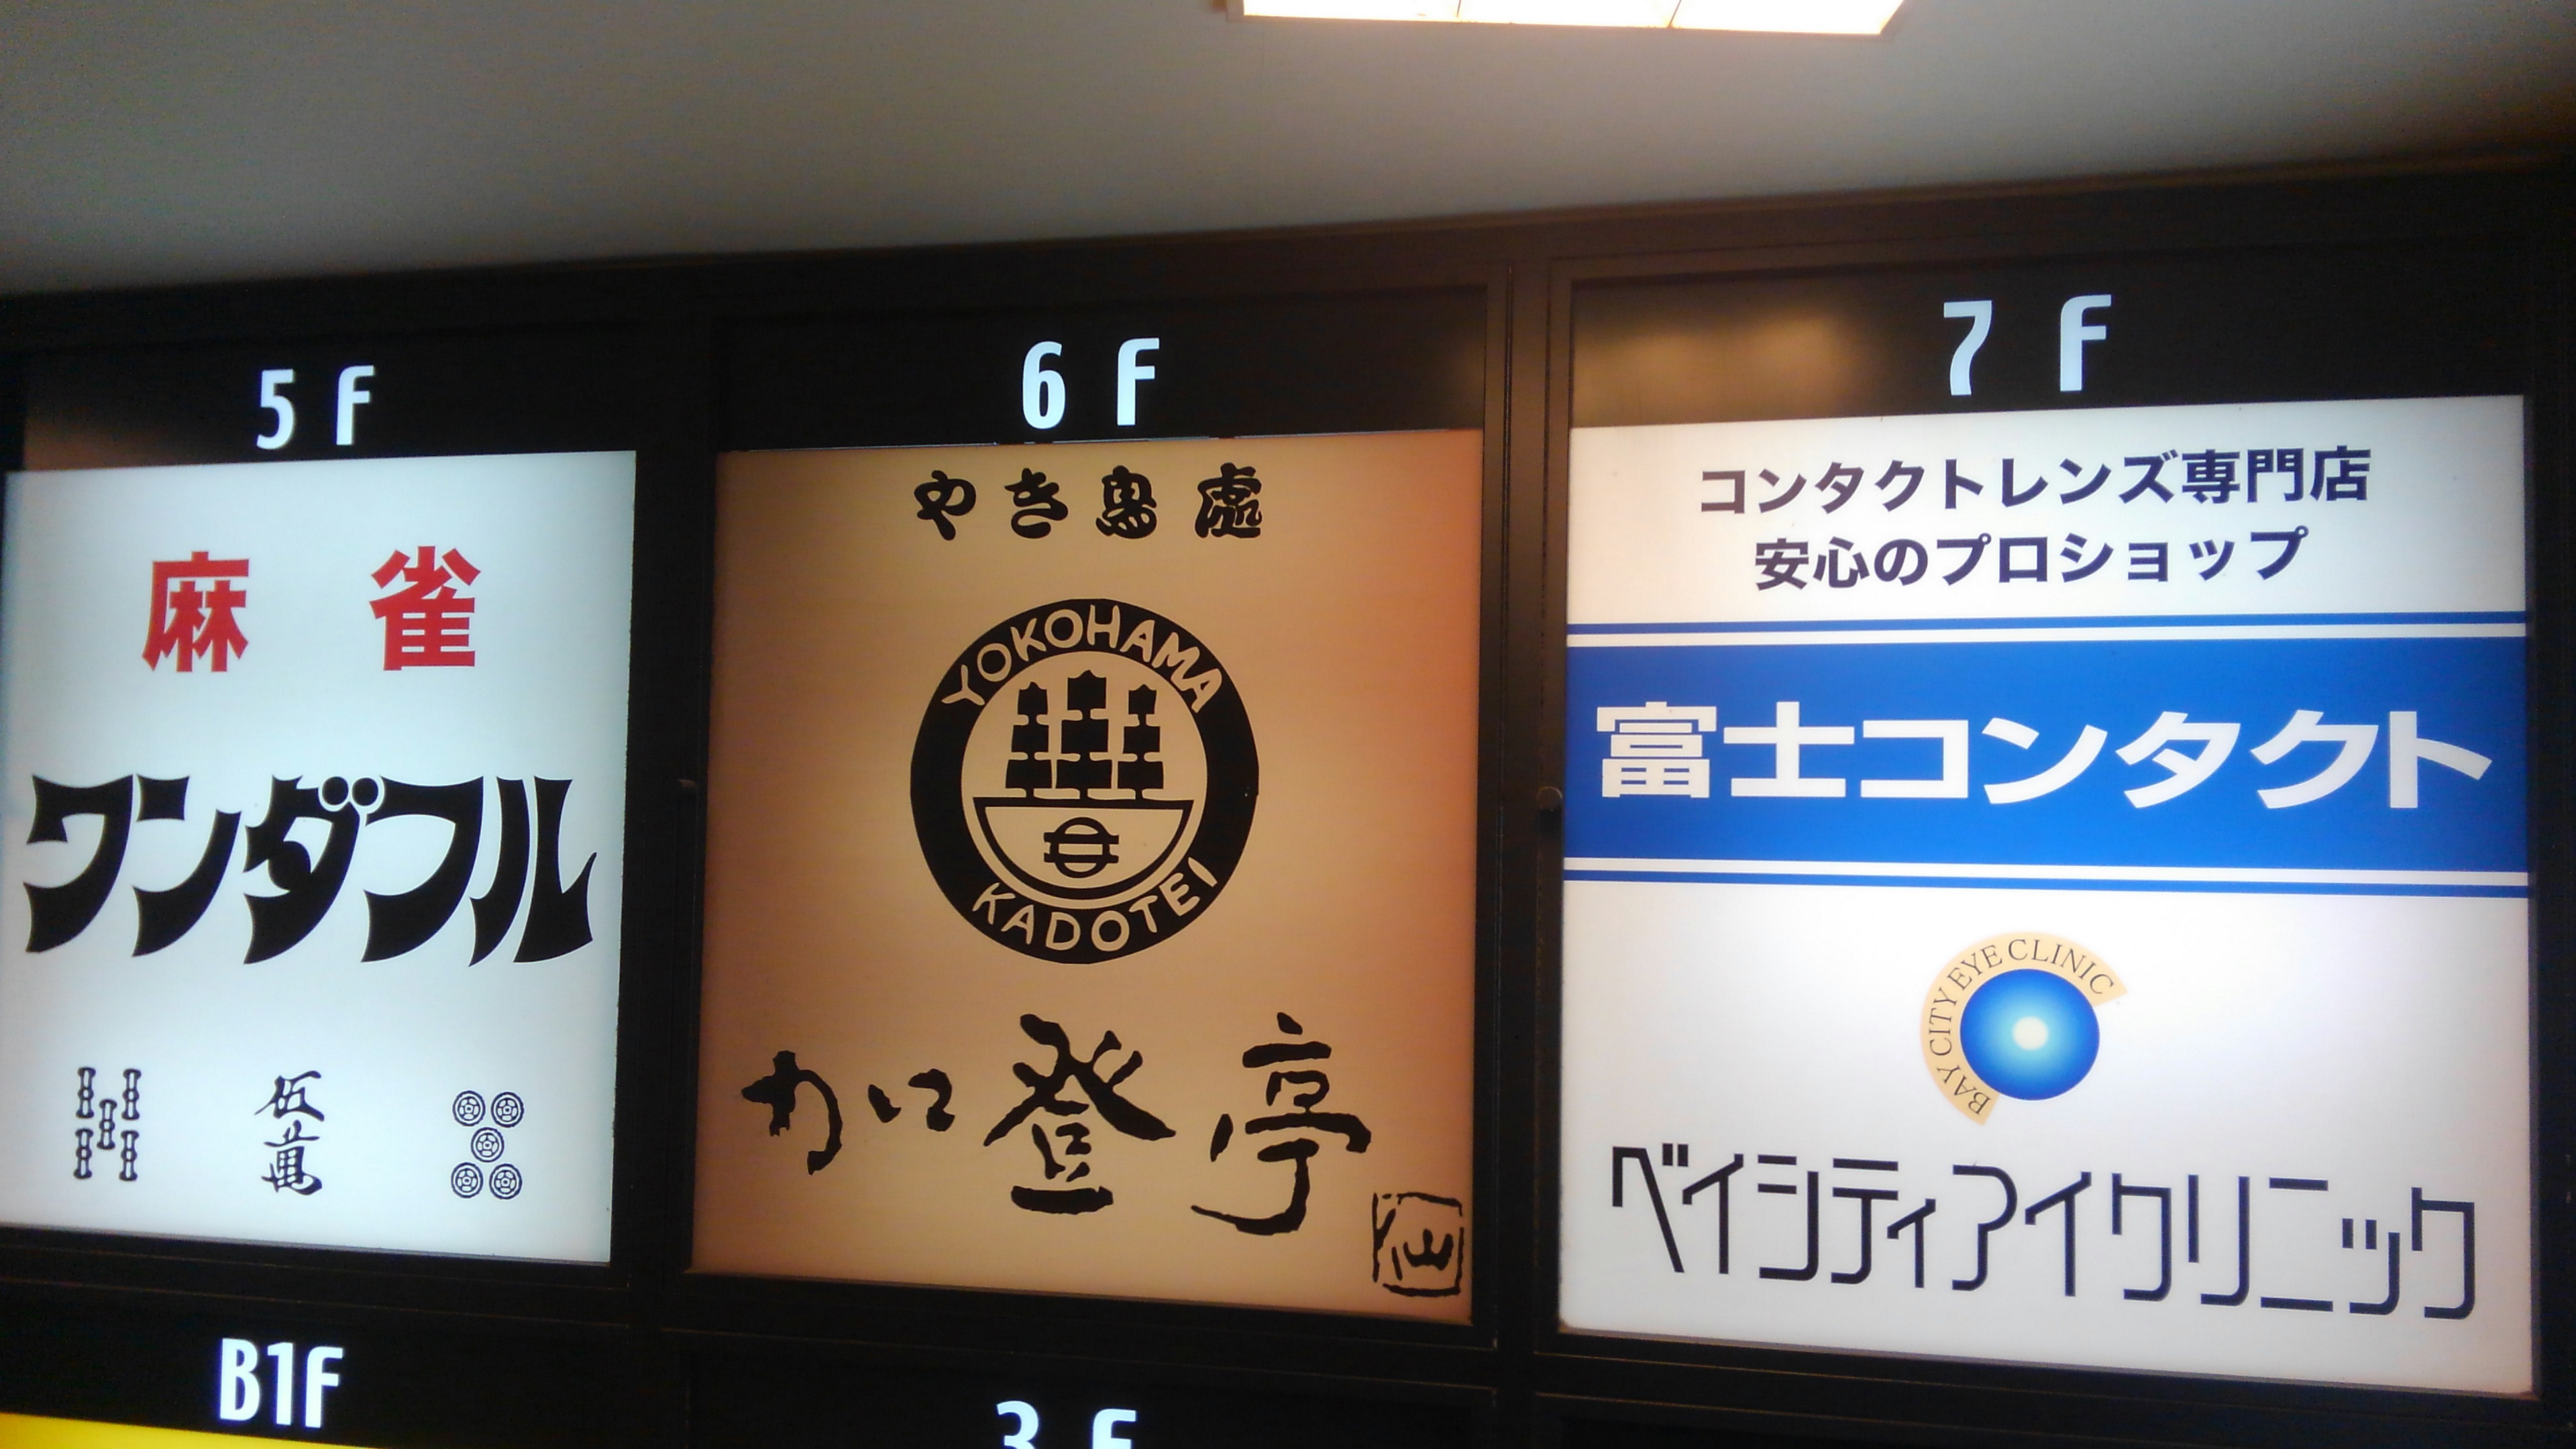 5F
麻雀
ワンダフル
伍萬
6F
やき鳥處
YOKOHAMA
KADOTEI
かに登亭
仙
7F
コンタクトレンズ専門店
安心のプロショップ
富士コンタクト
BAY CITY EYE CLINIC
ベイシティアイクリニック
B1F
3F